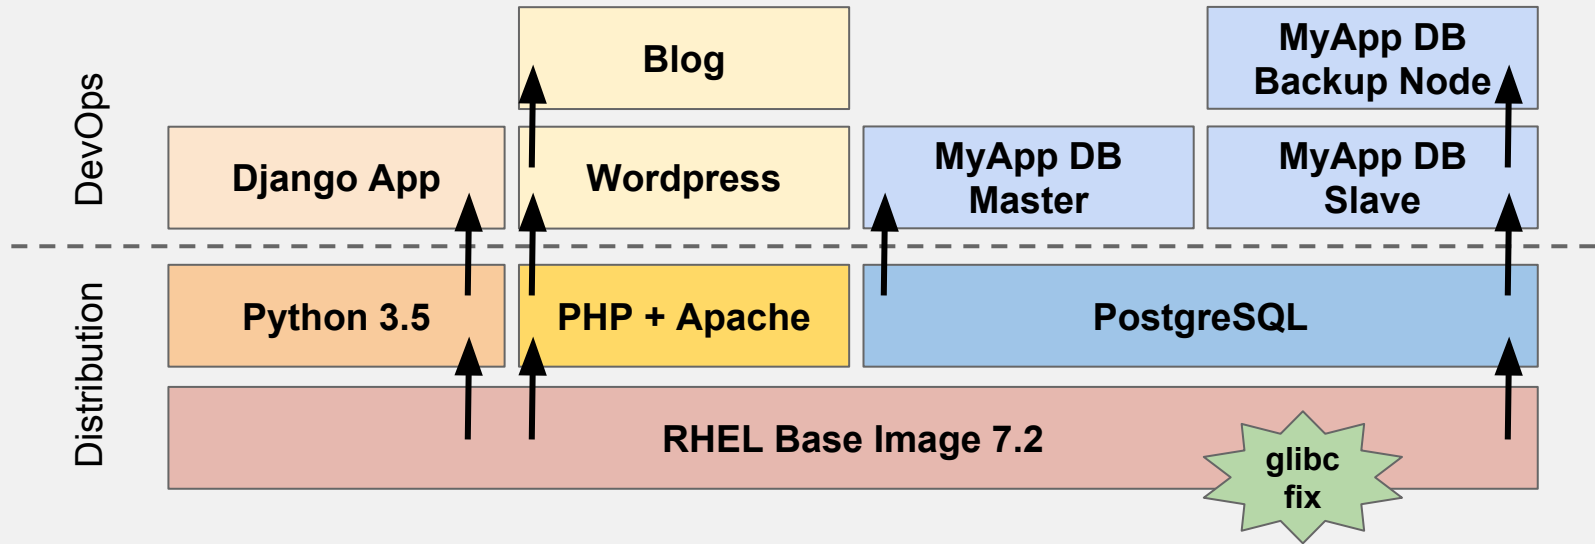 DevOps
Blog
MyApp DB
Backup Node
Django App
Wordpress
MyApp DB
Master
MyApp DB
Slave
Distribution
Python 3.5
PHP + Apache
PostgreSQL
RHEL Base Image 7.2
glibc
fix